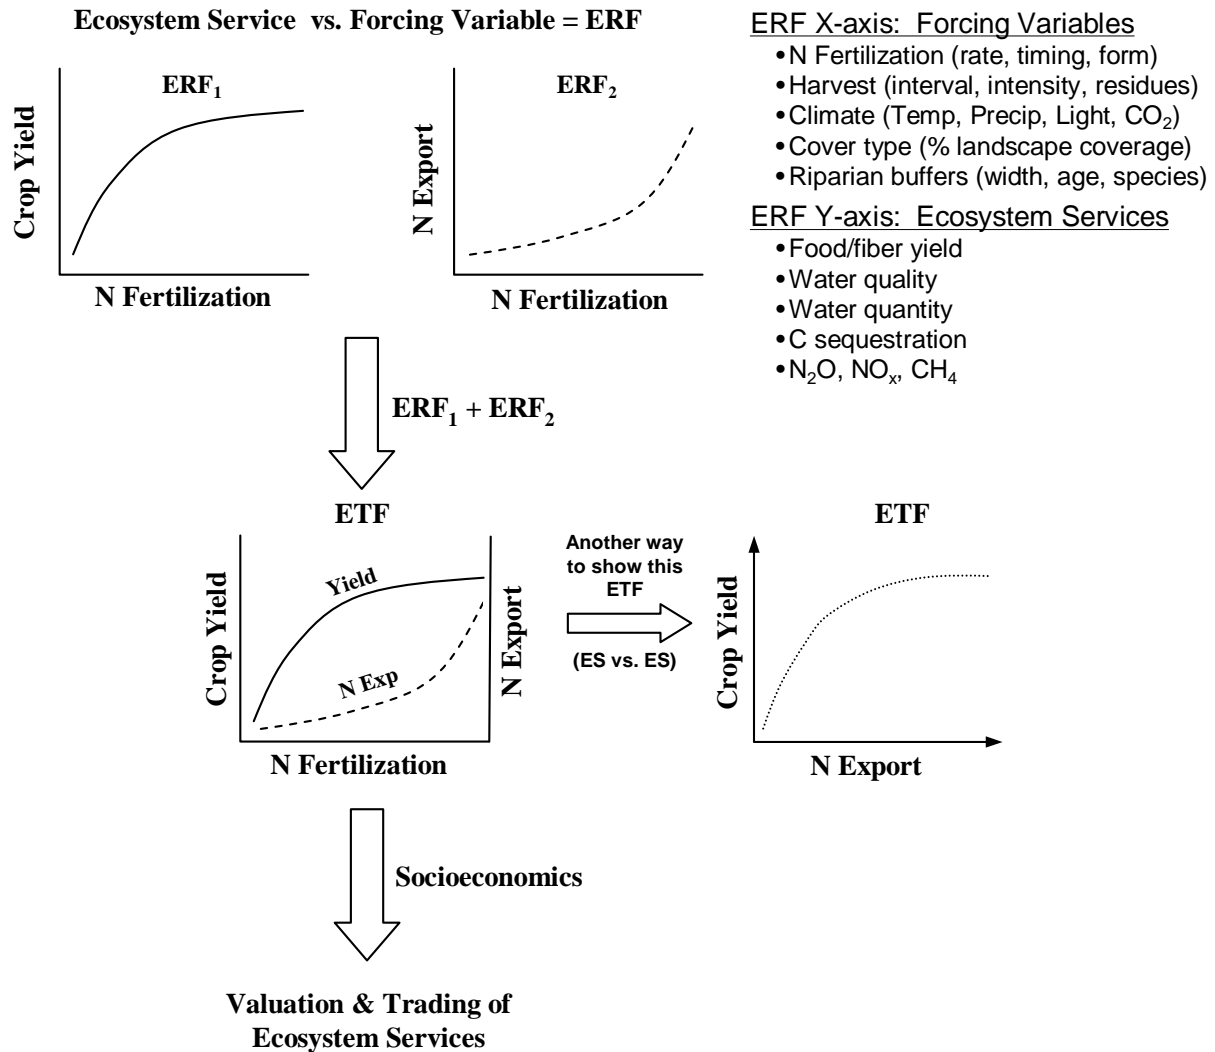 Ecosystem Service vs. Forcing Variable = ERF
ERF₁
Crop Yield
N Fertilization
ERF₂
N Export
N Fertilization
ERF X-axis: Forcing Variables
•N Fertilization (rate, timing, form)
•Harvest (interval, intensity, residues)
•Climate (Temp, Precip, Light, CO₂)
•Cover type (% landscape coverage)
•Riparian buffers (width, age, species)
ERF Y-axis: Ecosystem Services
•Food/fiber yield
•Water quality
•Water quantity
•C sequestration
•N₂O, NOₓ, CH₄
ERF₁ + ERF₂
ETF
Crop Yield
Yield
N Exp
N Export
N Fertilization
Another way
to show this
ETF
(ES vs. ES)
ETF
Crop Yield
N Export
Socioeconomics
Valuation & Trading of
Ecosystem Services